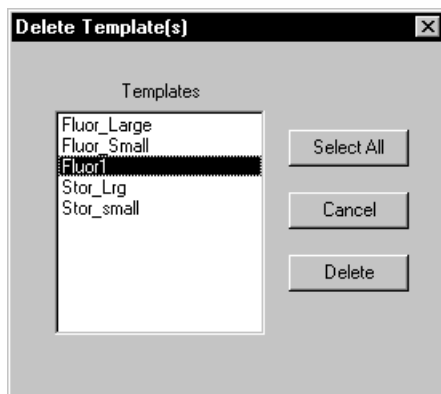 Delete Template(s)
Templates
Fluor_Large
Fluor_Small
Fluor1
Stor_Lrg
Stor_small
Select All
Cancel
Delete